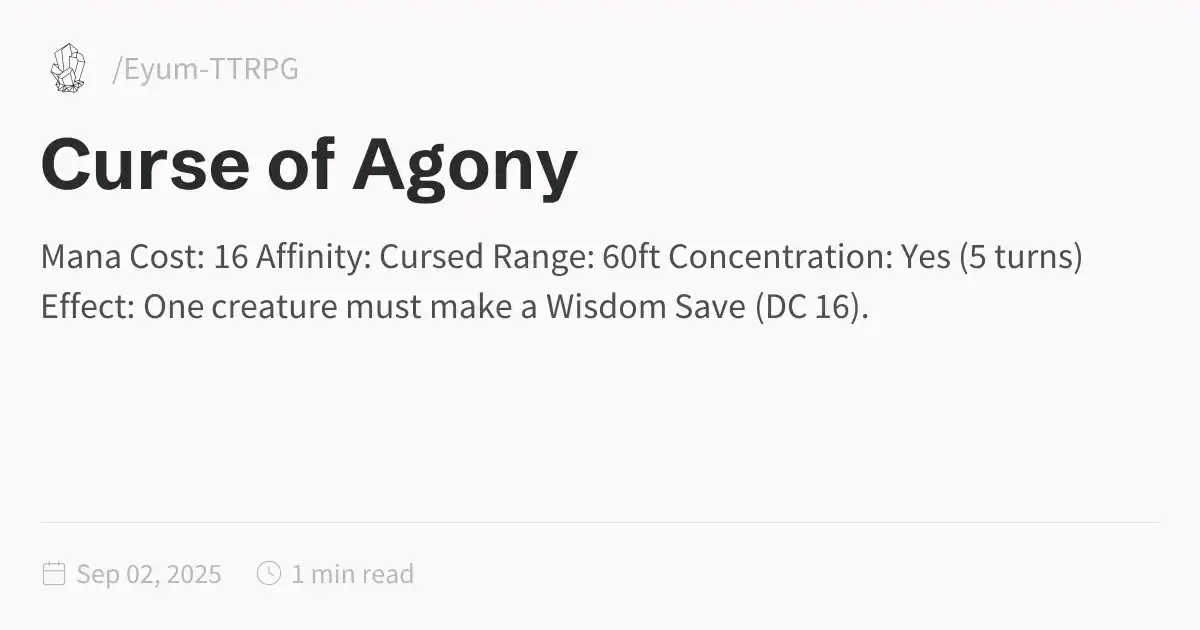 /Eyum-TTRPG
Curse of Agony
Mana Cost: 16 Affinity: Cursed Range: 60ft Concentration: Yes (5 turns)
Effect: One creature must make a Wisdom Save (DC 16).
Sep 02, 2025 1 min read